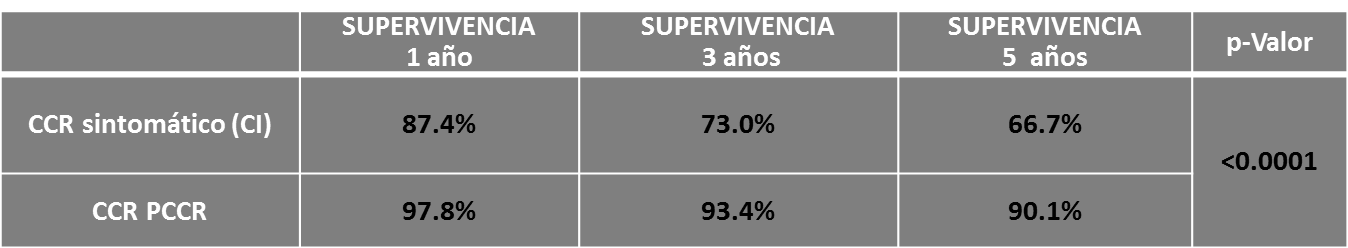 SUPERVIVENCIA
1 año
SUPERVIVENCIA
3 años
SUPERVIVENCIA
5 años
p-Valor
CCR sintomático (CI)
87.4%
73.0%
66.7%
<0.0001
CCR PCCR
97.8%
93.4%
90.1%